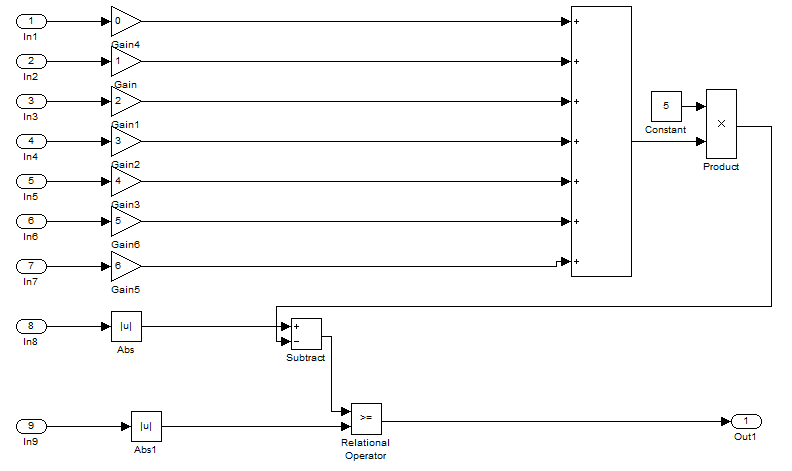 1 0 +
In1 Gain4
2 1 +
In2 Gain
3 2 + 5 ×
In3 Gain1 Constant
4 3 +
In4 Gain2 Product
5 4 +
In5 Gain3
6 5 +
In6 Gain6
7 6 +
In7 Gain5
8 |u| + −
In8 Abs Subtract
9 |u| >= 1
In9 Abs1 Relational Operator Out1